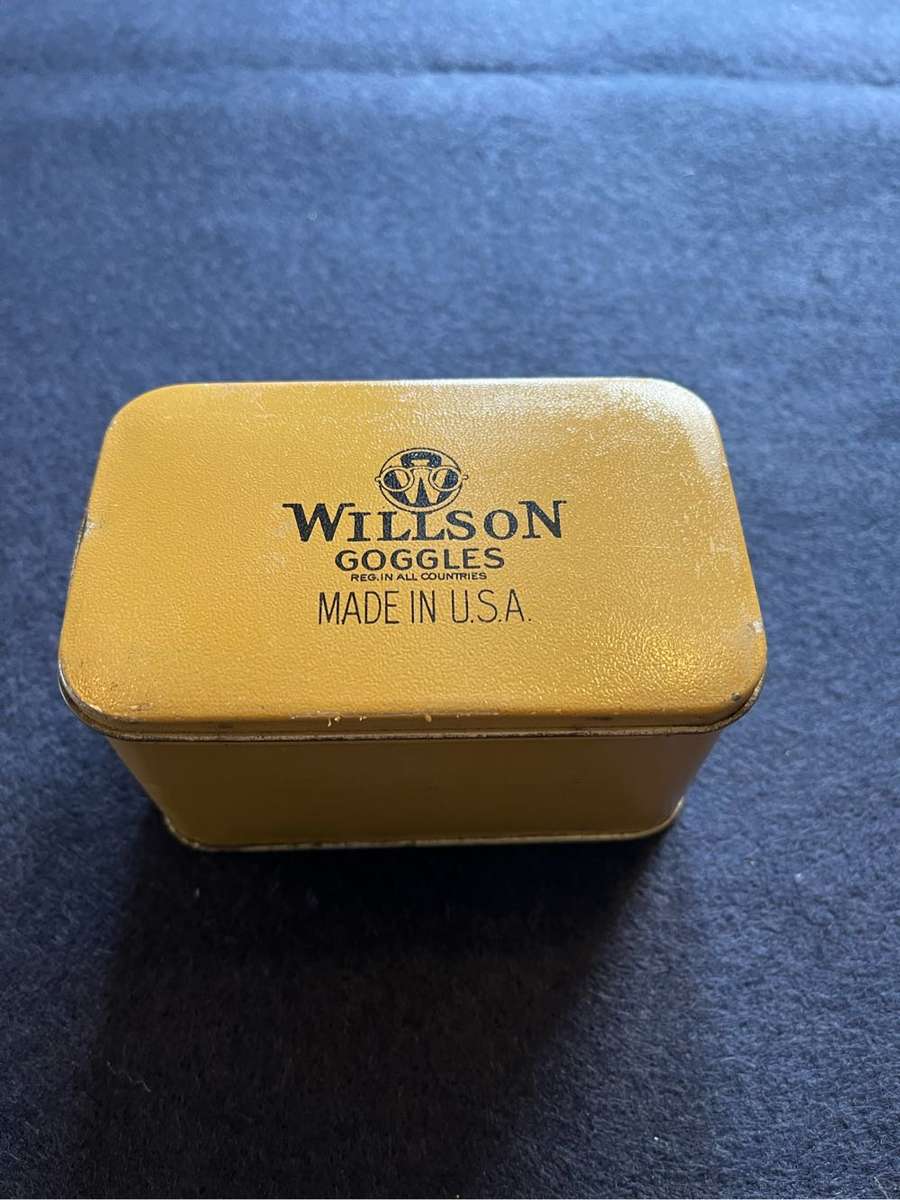 W
WILLSON
GOGGLES
REG. IN ALL COUNTRIES
MADE IN U.S.A.